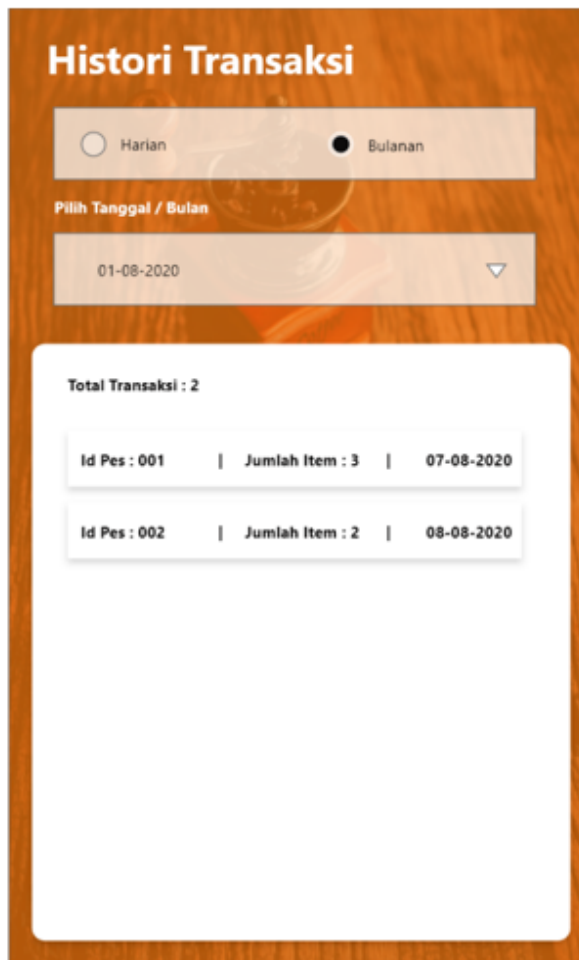 Histori Transaksi
Harian Bulanan
Pilih Tanggal / Bulan
01-08-2020
Total Transaksi : 2
Id Pes : 001 | Jumlah Item : 3 | 07-08-2020
Id Pes : 002 | Jumlah Item : 2 | 08-08-2020